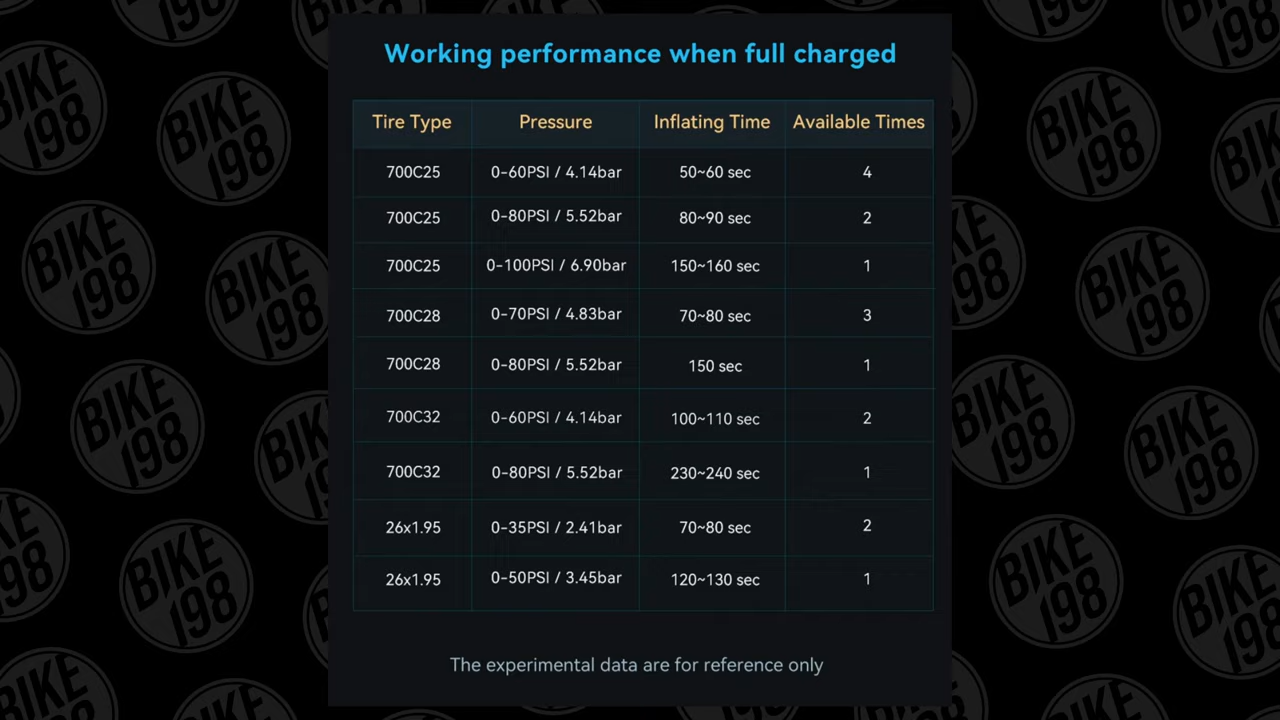 Working performance when full charged
Tire Type Pressure Inflating Time Available Times
700C25 0-60PSI / 4.14bar 50~60 sec 4
700C25 0-80PSI / 5.52bar 80~90 sec 2
700C25 0-100PSI / 6.90bar 150~160 sec 1
700C28 0-70PSI / 4.83bar 70~80 sec 3
700C28 0-80PSI / 5.52bar 150 sec 1
700C32 0-60PSI / 4.14bar 100~110 sec 2
700C32 0-80PSI / 5.52bar 230~240 sec 1
26x1.95 0-35PSI / 2.41bar 70~80 sec 2
26x1.95 0-50PSI / 3.45bar 120~130 sec 1
The experimental data are for reference only
BIKE
198